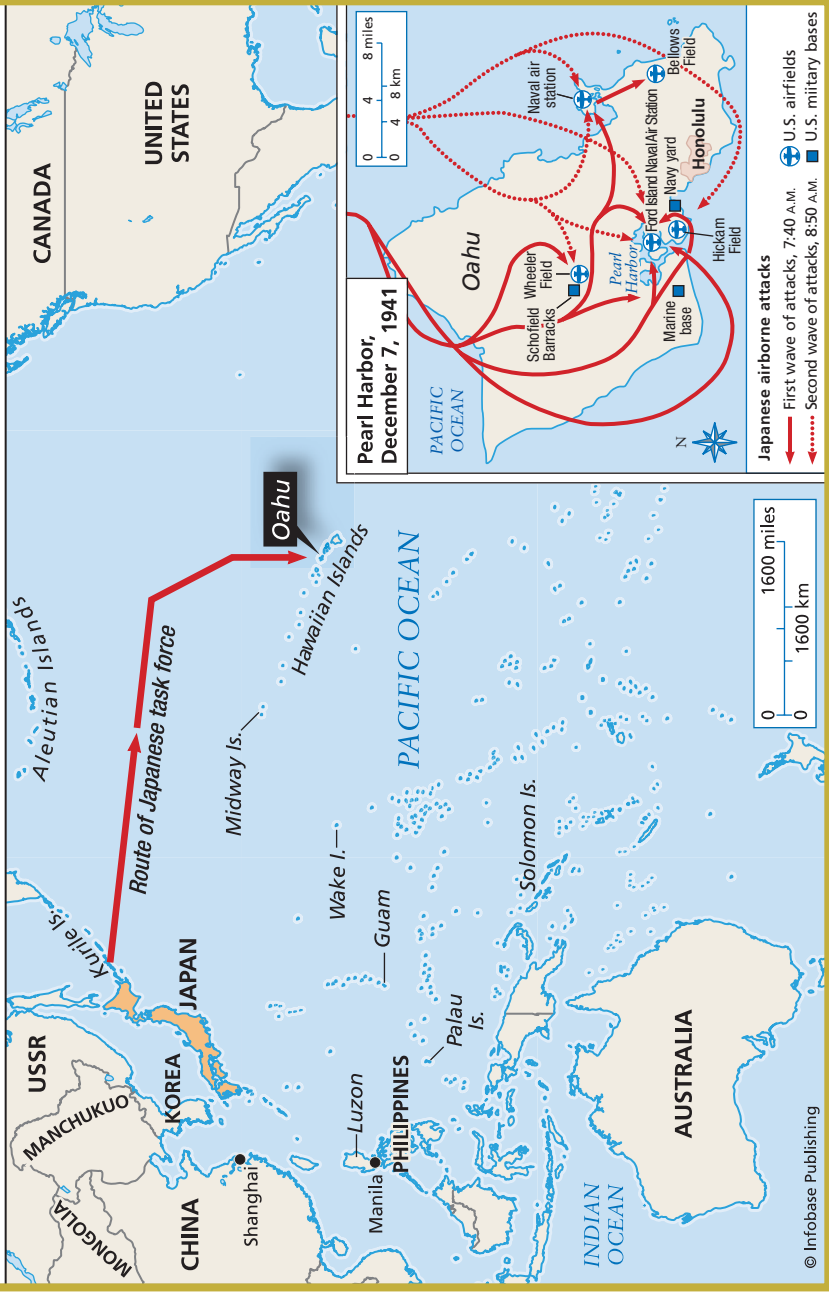 CANADA
UNITED
STATES
Aleutian Islands
Kurile Is.
Route of Japanese task force
USSR
MANCHUKUO
MONGOLIA
KOREA
JAPAN
CHINA
Shanghai
Midway Is.
Oahu
Hawaiian Islands
Wake I.
Guam
Luzon
Manila
PHILIPPINES
Palau
Is.
PACIFIC OCEAN
Solomon Is.
INDIAN
OCEAN
AUSTRALIA
0 1600 miles
0 1600 km
Pearl Harbor,
December 7, 1941
0 4 8 miles
0 4 8 km
PACIFIC
OCEAN
Oahu
Naval air
station
Bellows
Field
Wheeler
Field
Schofield
Barracks
Pearl
Harbor
Ford Island Naval Air Station
Navy yard
Honolulu
Hickam
Field
Marine
base
N
Japanese airborne attacks
First wave of attacks, 7:40 A.M.
Second wave of attacks, 8:50 A.M.
U.S. airfields
U.S. military bases
© Infobase Publishing